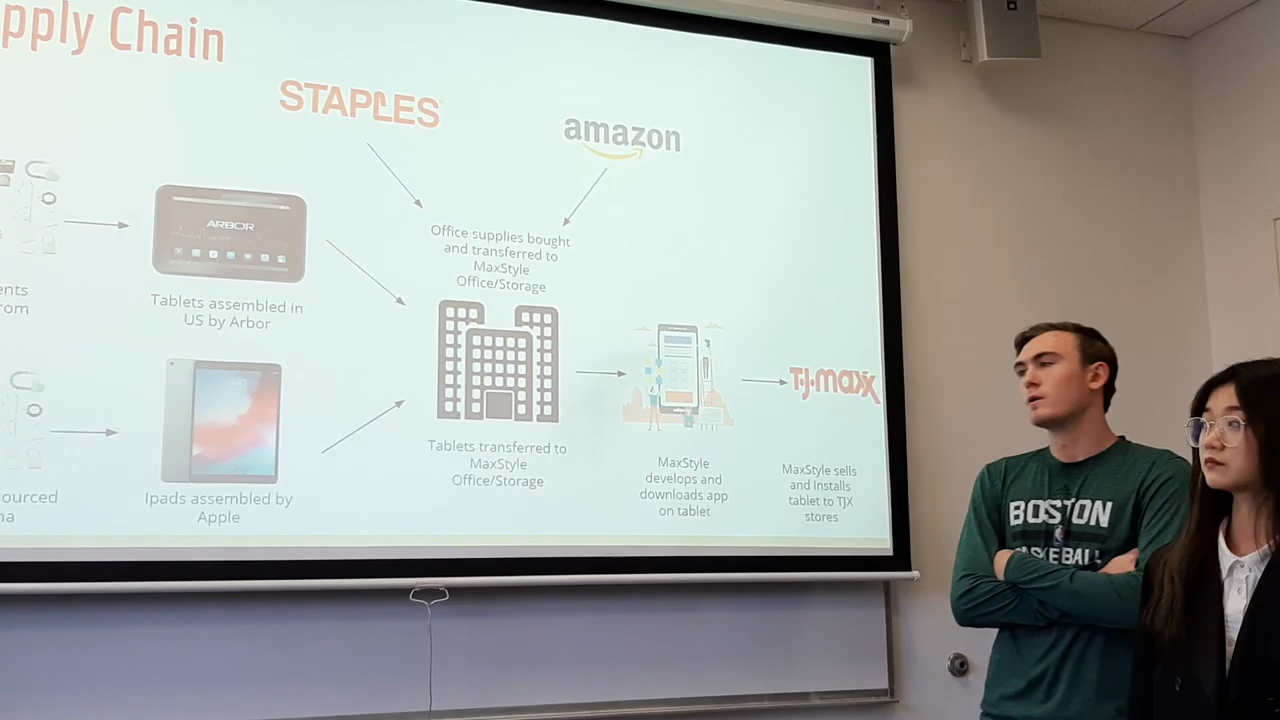 pply Chain
STAPLES
amazon
Office supplies bought
and transferred to
MaxStyle
Office/Storage
ARBOR
ents
rom
Tablets assembled in
US by Arbor
T·J·maxx
sourced
na
Ipads assembled by
Apple
Tablets transferred to
MaxStyle
Office/Storage
MaxStyle
develops and
downloads app
on tablet
MaxStyle sells
and installs
tablet to TJX
stores
BOSTON
BASKETBALL